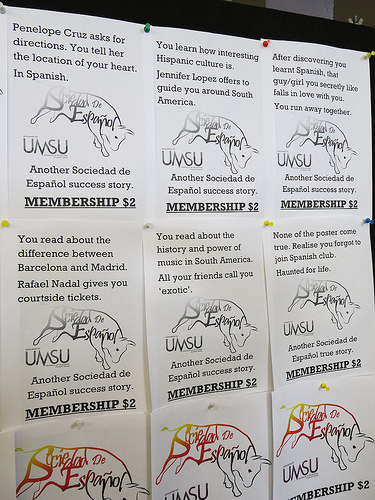 Penelope Cruz asks for
directions. You tell her
the location of your heart.
In Spanish.
Sociedad De
Español
UMSU
Another Sociedad de
Español success story.
MEMBERSHIP $2
You learn how interesting
Hispanic culture is.
Jennifer Lopez offers to
guide you around South
America.
Sociedad De
Español
UMSU
Another Sociedad de
Español success story.
MEMBERSHIP $2
After discovering you
learnt Spanish, that
guy/girl you secretly like
falls in love with you.
You run away together.
Sociedad De
Español
UMSU
Another Sociedad de
Español success story.
MEMBERSHIP $2
You read about the
difference between
Barcelona and Madrid.
Rafael Nadal gives you
courtside tickets.
Sociedad De
Español
UMSU
Another Sociedad de
Español success story.
MEMBERSHIP $2
You read about the
history and power of
music in South America.
All your friends call you
‘exotic’.
Sociedad De
Español
UMSU
Another Sociedad de
Español success story.
MEMBERSHIP $2
None of the poster come
true. Realise you forgot to
join Spanish club.
Haunted for life.
Sociedad De
Español
UMSU
Another Sociedad de
Español true story.
MEMBERSHIP $2
Sociedad De
Español
Sociedad De
Español
UMSU
Sociedad De
Español
UMSU
MEMBERSHIP $2